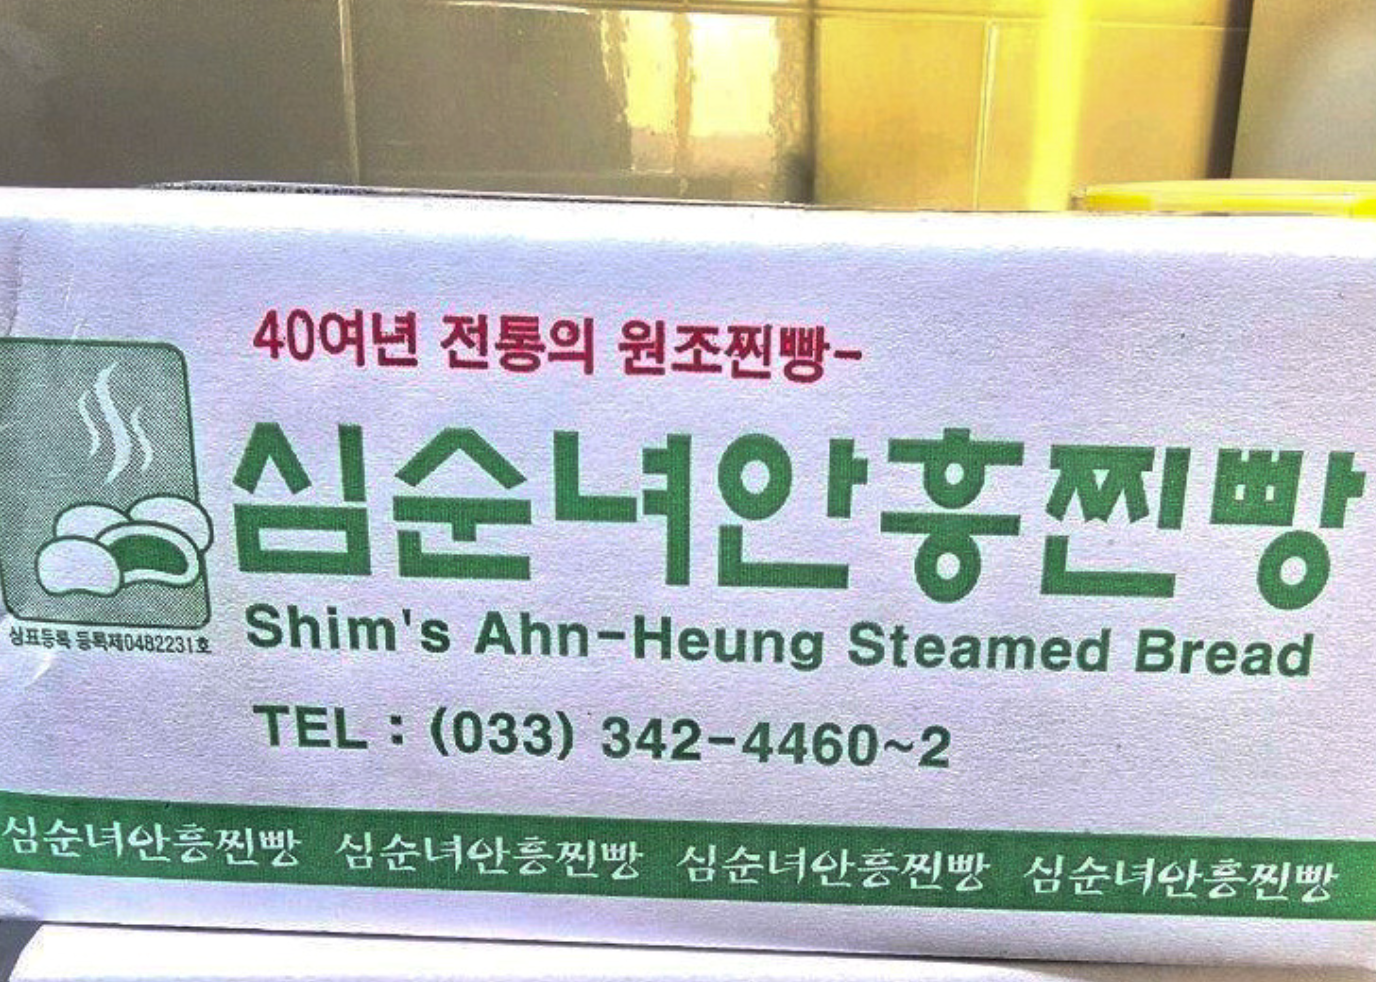 40여년 전통의 원조찐빵-
심순녀안흥찐빵
상표등록 등록제0482231호
Shim's Ahn-Heung Steamed Bread
TEL : (033) 342-4460~2
심순녀안흥찐빵 심순녀안흥찐빵 심순녀안흥찐빵 심순녀안흥찐빵